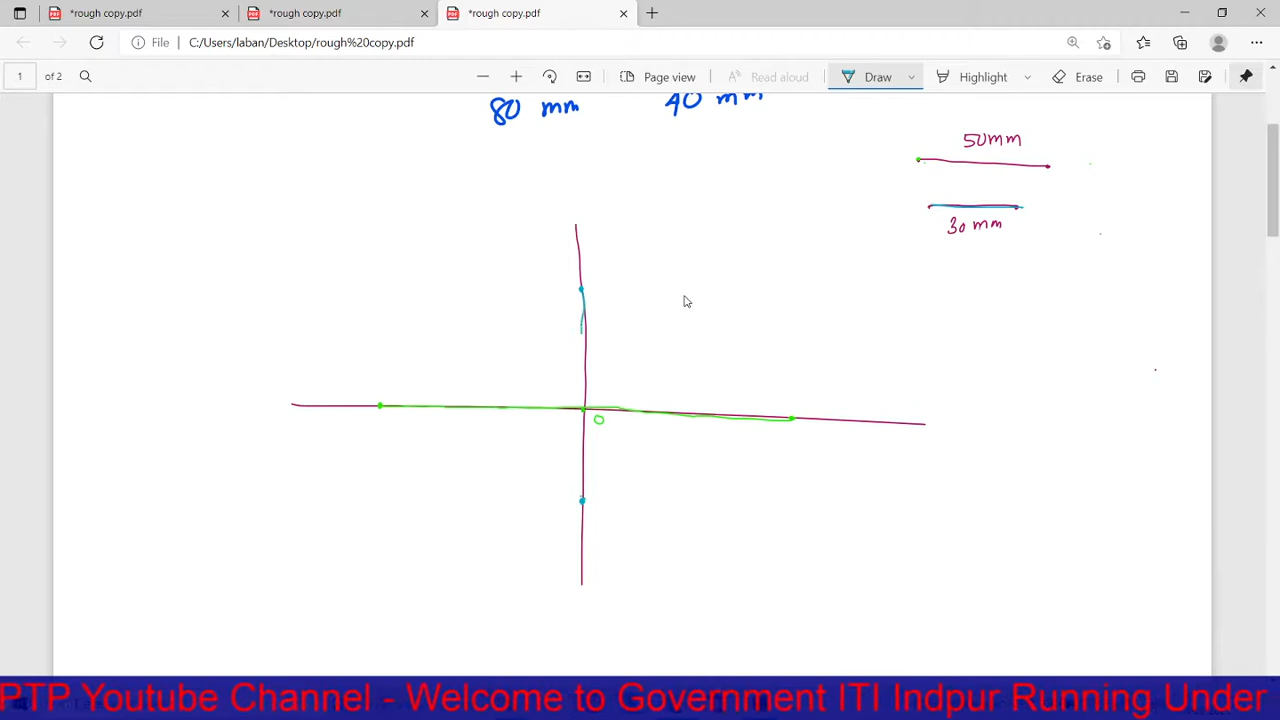 *rough copy.pdf
*rough copy.pdf
*rough copy.pdf
File C:/Users/laban/Desktop/rough%20copy.pdf
1 of 2 Page view Read aloud Draw Highlight Erase
80 mm 40 mm
50mm
30 mm
O
PTP Youtube Channel - Welcome to Government ITI Indpur Running Under